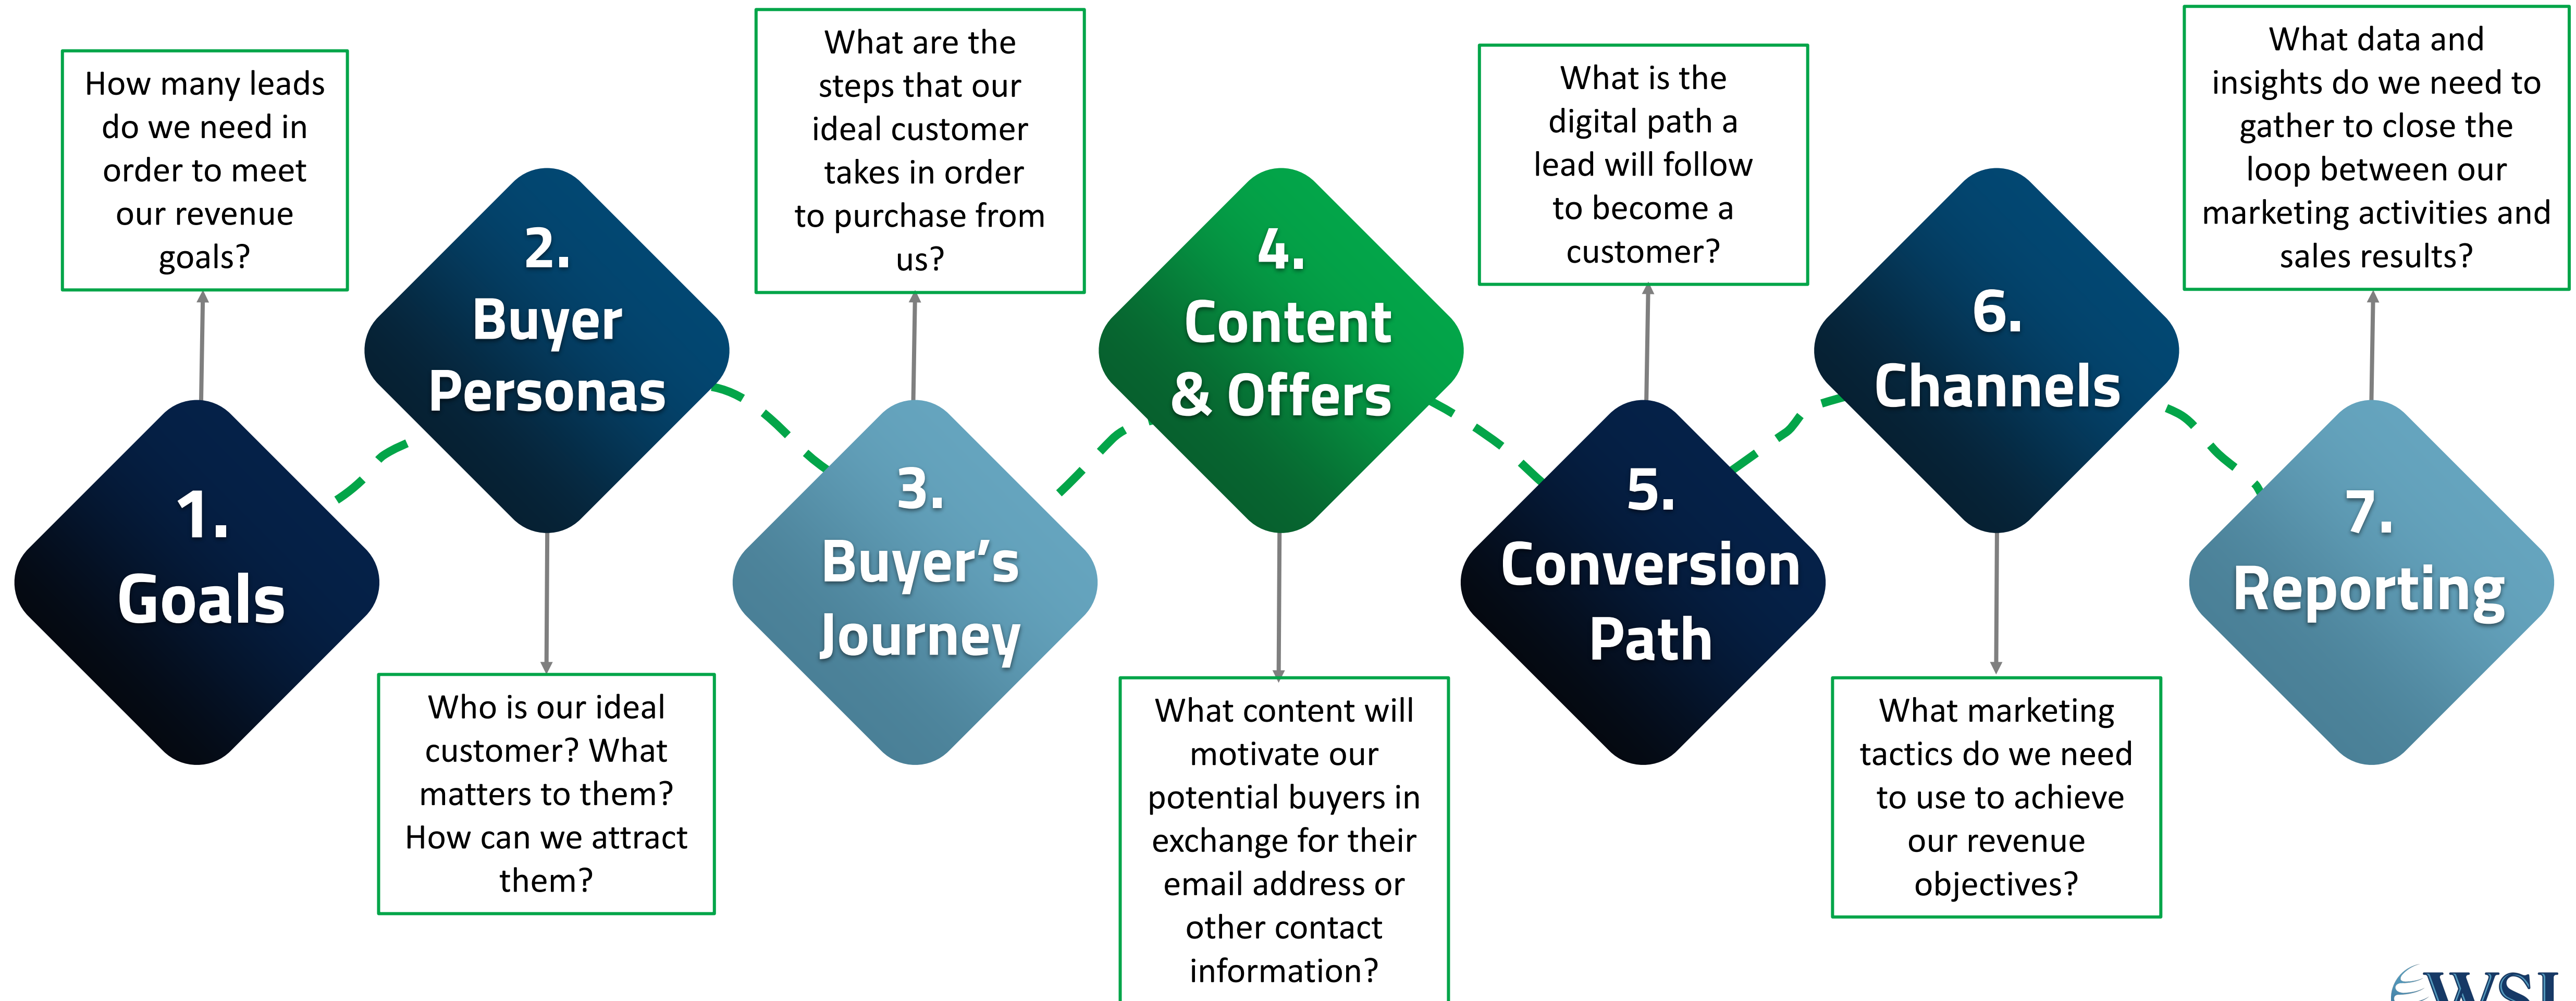 How many leads
do we need in
order to meet
our revenue
goals?
1.
Goals
2.
Buyer
Personas
Who is our ideal
customer? What
matters to them?
How can we attract
them?
What are the
steps that our
ideal customer
takes in order
to purchase from
us?
3.
Buyer’s
Journey
4.
Content
& Offers
What content will
motivate our
potential buyers in
exchange for their
email address or
other contact
information?
What is the
digital path a
lead will follow
to become a
customer?
5.
Conversion
Path
6.
Channels
What marketing
tactics do we need
to use to achieve
our revenue
objectives?
What data and
insights do we need to
gather to close the
loop between our
marketing activities and
sales results?
7.
Reporting
WSI